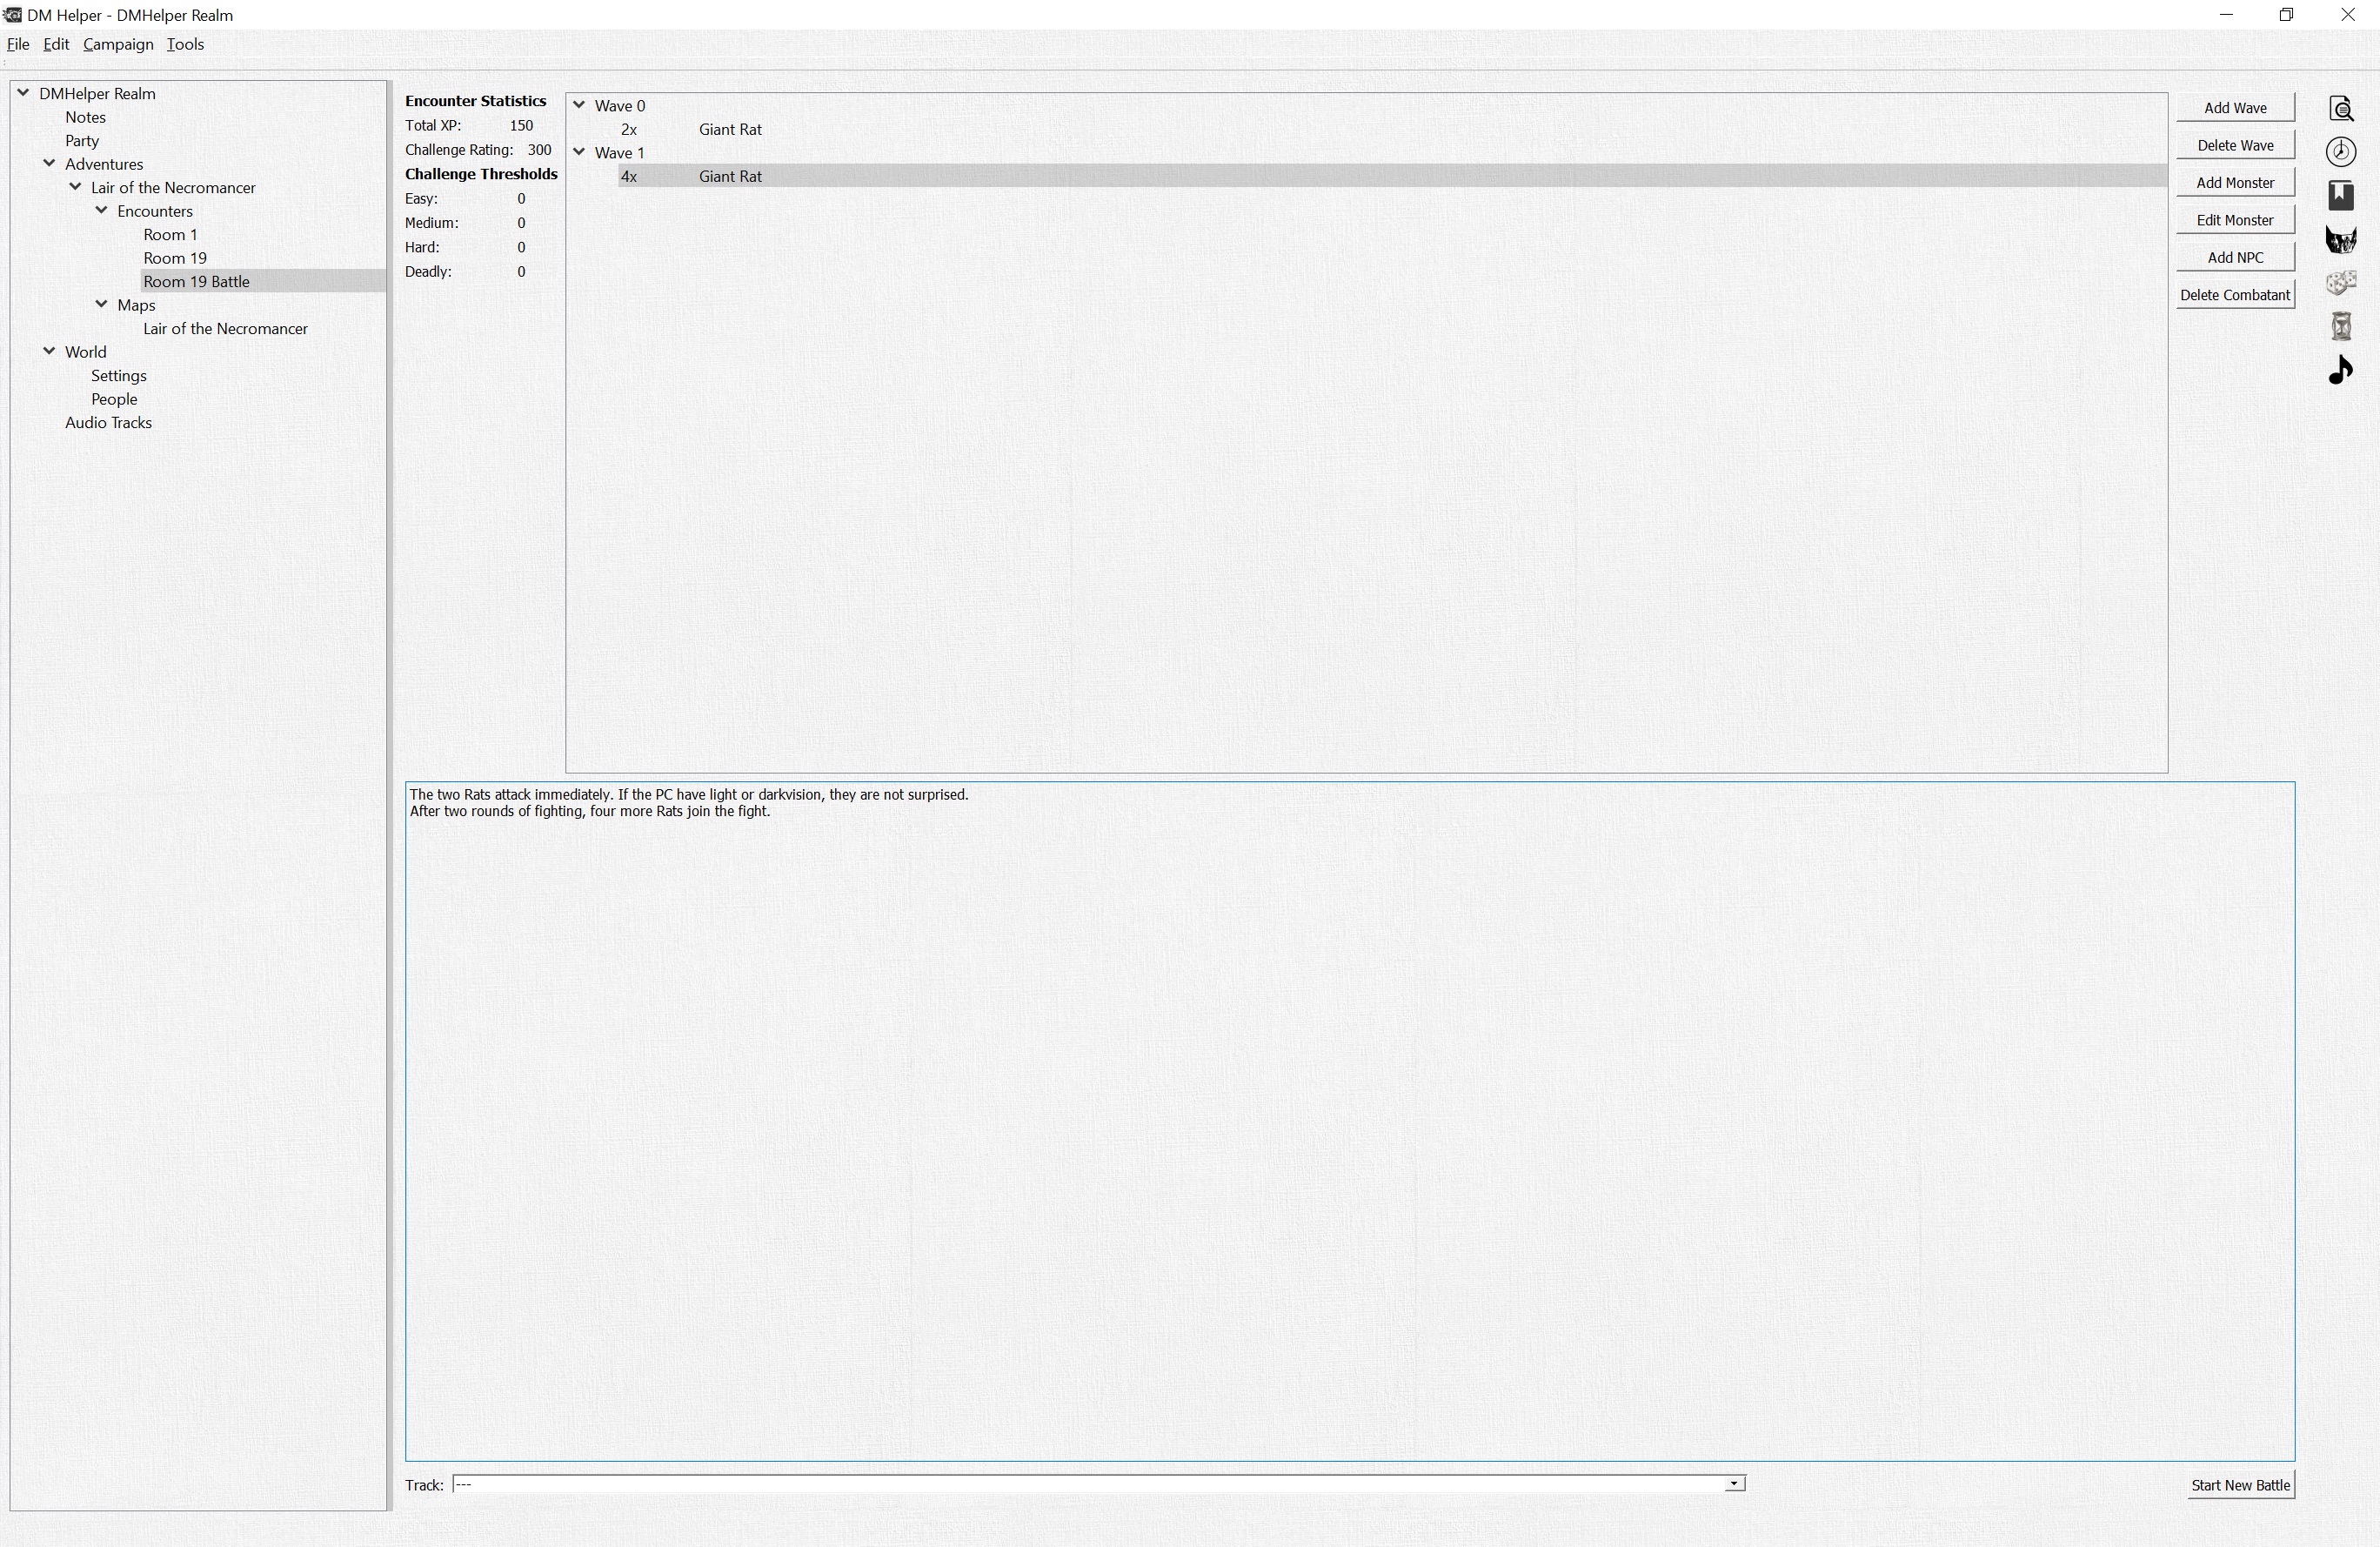 DM Helper - DMHelper Realm
File Edit Campaign Tools
DMHelper Realm
Notes
Party
Adventures
Lair of the Necromancer
Encounters
Room 1
Room 19
Room 19 Battle
Maps
Lair of the Necromancer
World
Settings
People
Audio Tracks
Encounter Statistics
Total XP: 150
Challenge Rating: 300
Challenge Thresholds
Easy: 0
Medium: 0
Hard: 0
Deadly: 0
Wave 0
2x Giant Rat
Wave 1
4x Giant Rat
Add Wave
Delete Wave
Add Monster
Edit Monster
Add NPC
Delete Combatant
The two Rats attack immediately. If the PC have light or darkvision, they are not surprised.
After two rounds of fighting, four more Rats join the fight.
Track: ---
Start New Battle